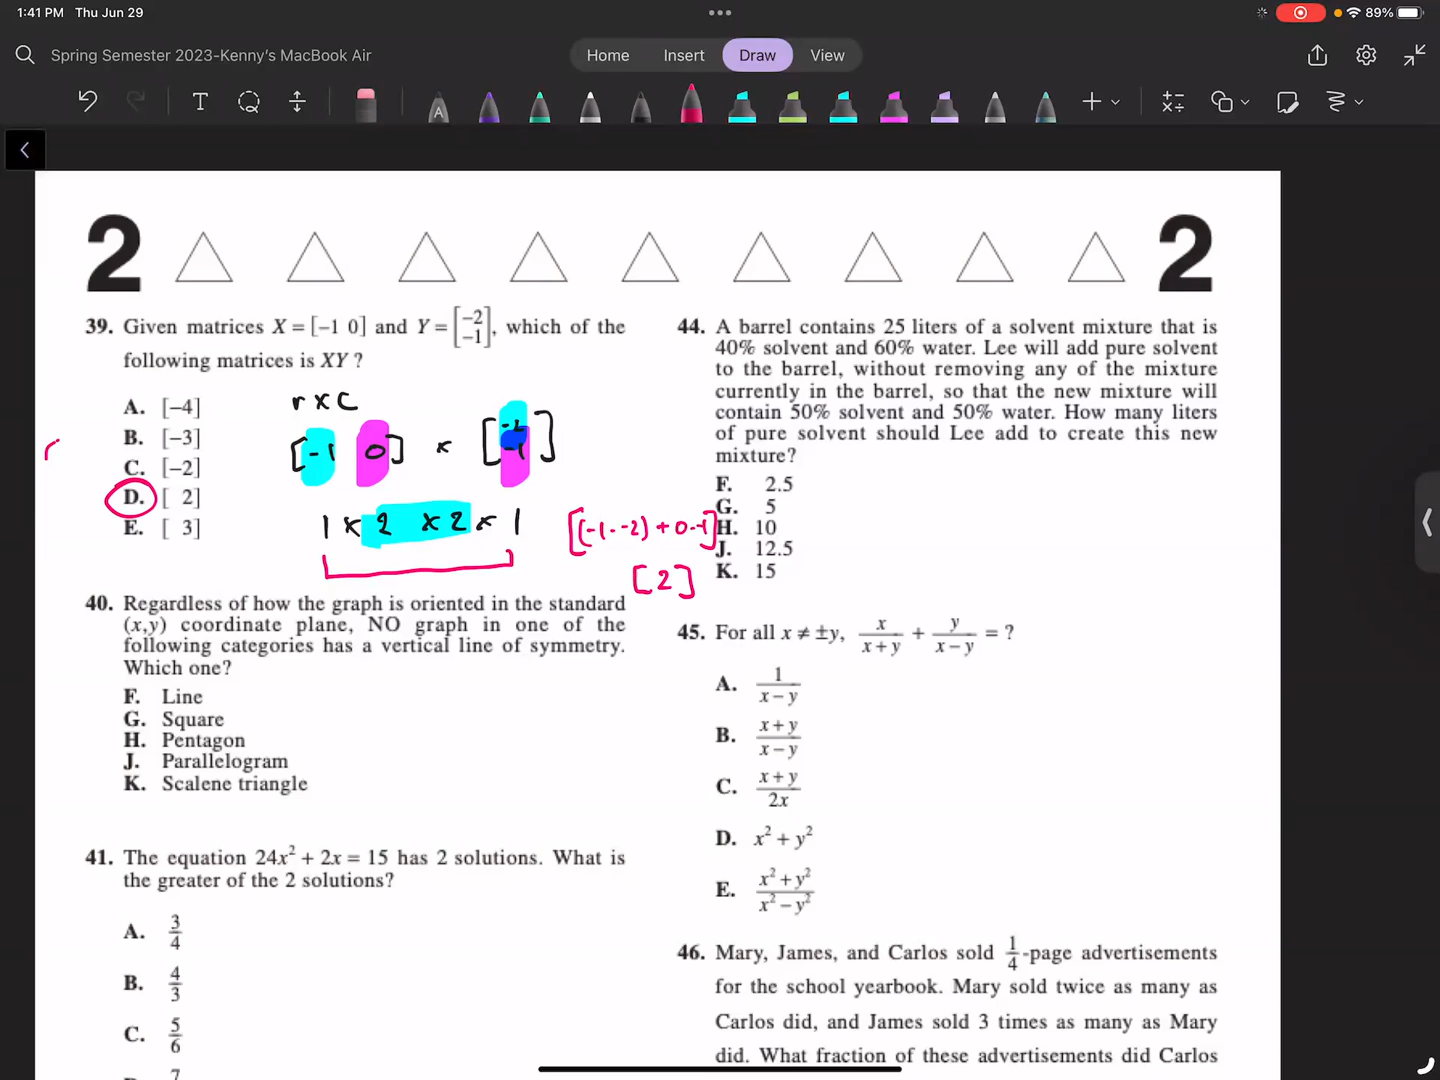 1:41 PM Thu Jun 29
89%
Spring Semester 2023-Kenny's MacBook Air
Home Insert Draw View
T
A
2 2
39. Given matrices X = [−1 0] and Y = [−2 −1], which of the
following matrices is XY ?
A. [−4]
B. [−3]
C. [−2]
D. [ 2]
E. [ 3]
r x c
[-1 0] x [-2 -1]
1 x 2 x 2 x 1
[(-1·-2) + 0·-1]
[2]
40. Regardless of how the graph is oriented in the standard
(x,y) coordinate plane, NO graph in one of the
following categories has a vertical line of symmetry.
Which one?
F. Line
G. Square
H. Pentagon
J. Parallelogram
K. Scalene triangle
41. The equation 24x² + 2x = 15 has 2 solutions. What is
the greater of the 2 solutions?
A. 3/4
B. 4/3
C. 5/6
7
44. A barrel contains 25 liters of a solvent mixture that is
40% solvent and 60% water. Lee will add pure solvent
to the barrel, without removing any of the mixture
currently in the barrel, so that the new mixture will
contain 50% solvent and 50% water. How many liters
of pure solvent should Lee add to create this new
mixture?
F. 2.5
G. 5
H. 10
J. 12.5
K. 15
45. For all x ≠ ±y, x/(x + y) + y/(x − y) = ?
A. 1/(x − y)
B. (x + y)/(x − y)
C. (x + y)/2x
D. x² + y²
E. (x² + y²)/(x² − y²)
46. Mary, James, and Carlos sold 1/4-page advertisements
for the school yearbook. Mary sold twice as many as
Carlos did, and James sold 3 times as many as Mary
did. What fraction of these advertisements did Carlos